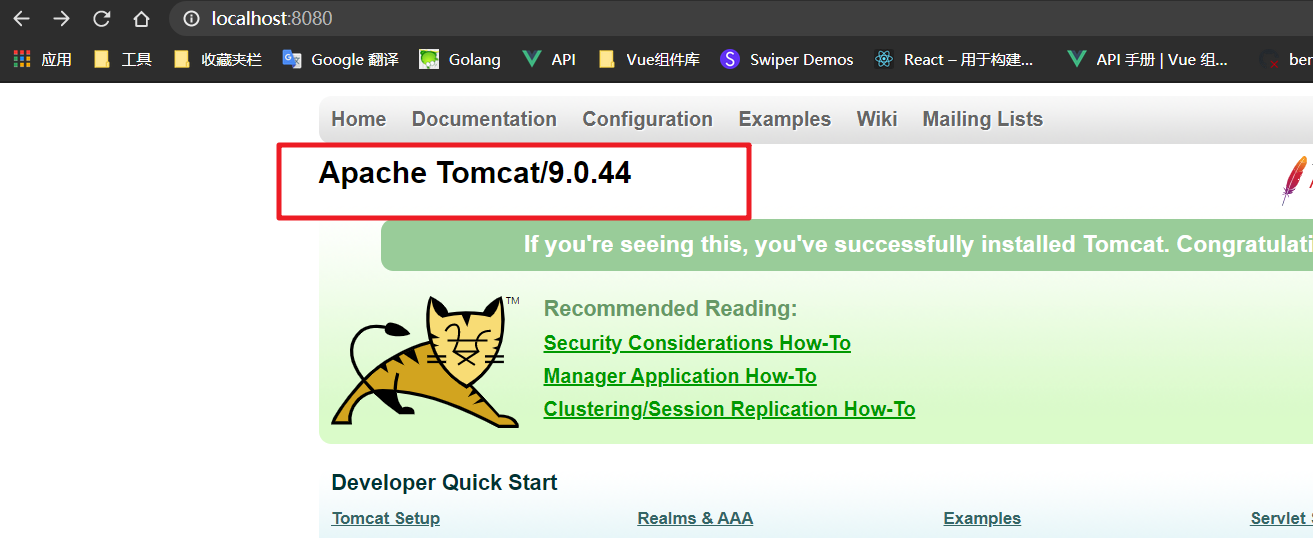 localhost:8080
应用 工具 收藏夹栏 Google 翻译 Golang API Vue组件库 Swiper Demos React – 用于构建... API 手册 | Vue 组... ber
Home Documentation Configuration Examples Wiki Mailing Lists
Apache Tomcat/9.0.44
If you're seeing this, you've successfully installed Tomcat. Congratulati
TM
Recommended Reading:
Security Considerations How-To
Manager Application How-To
Clustering/Session Replication How-To
Developer Quick Start
Tomcat Setup Realms & AAA Examples Servlet